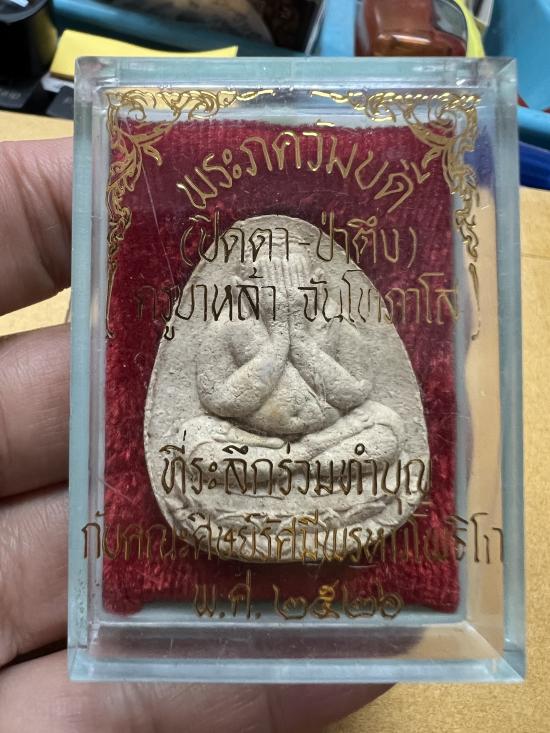 พระภควัมบดี
(ปิดตา-ป่าตึง)
ครูบาหล้า จันโทภาโส
ที่ระลึกร่วมทำบุญ
กับคณะศิษย์รัศมีพรหมโพธิโก
พ.ศ. ๒๕๒๖